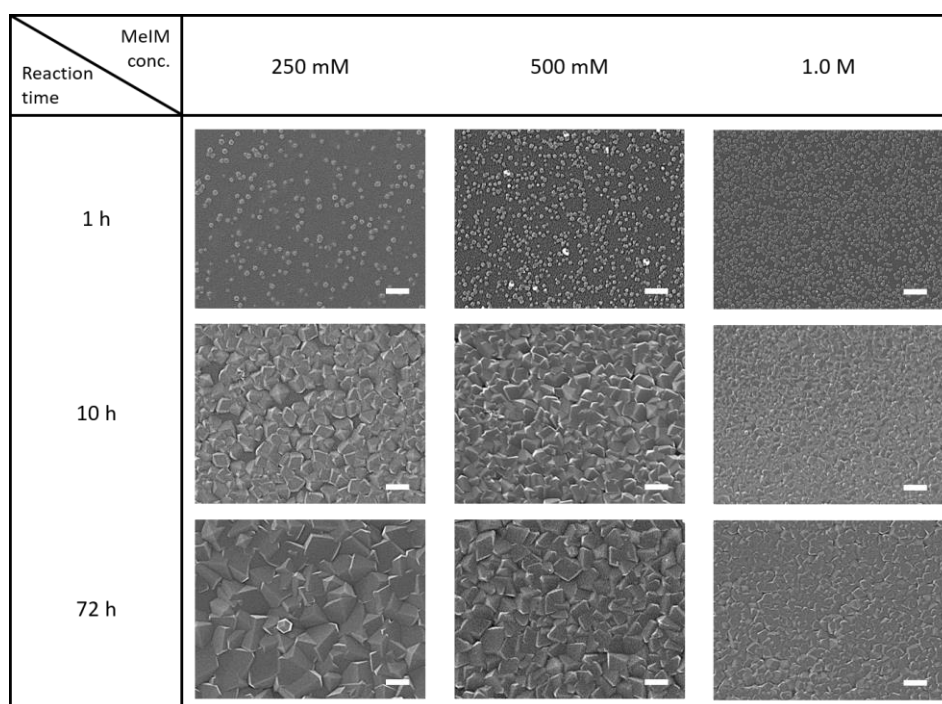 MeIM
conc.
Reaction
time
250 mM
500 mM
1.0 M
1 h
10 h
72 h